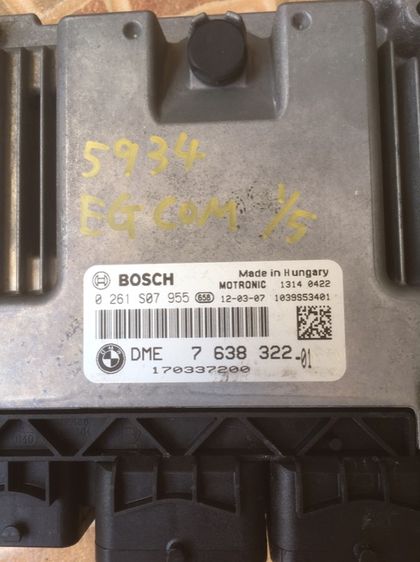 5934
EG COM 1/5
BOSCH
Made in Hungary
MOTRONIC 1314 0422
0 261 S07 955 658 12-03-07 1039S53401
DME 7 638 322-01
170337200